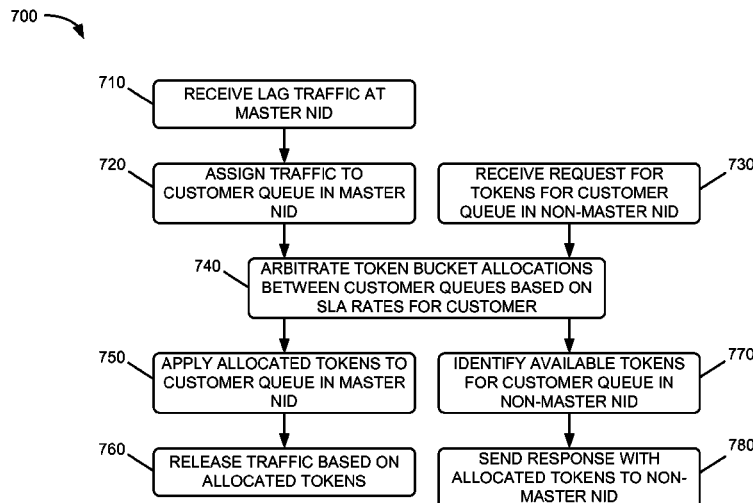 700
710
RECEIVE LAG TRAFFIC AT
MASTER NID
720
ASSIGN TRAFFIC TO
CUSTOMER QUEUE IN MASTER
NID
730
RECEIVE REQUEST FOR
TOKENS FOR CUSTOMER
QUEUE IN NON-MASTER NID
740
ARBITRATE TOKEN BUCKET ALLOCATIONS
BETWEEN CUSTOMER QUEUES BASED ON
SLA RATES FOR CUSTOMER
750
APPLY ALLOCATED TOKENS TO
CUSTOMER QUEUE IN MASTER
NID
760
RELEASE TRAFFIC BASED ON
ALLOCATED TOKENS
770
IDENTIFY AVAILABLE TOKENS
FOR CUSTOMER QUEUE IN
NON-MASTER NID
780
SEND RESPONSE WITH
ALLOCATED TOKENS TO NON-
MASTER NID